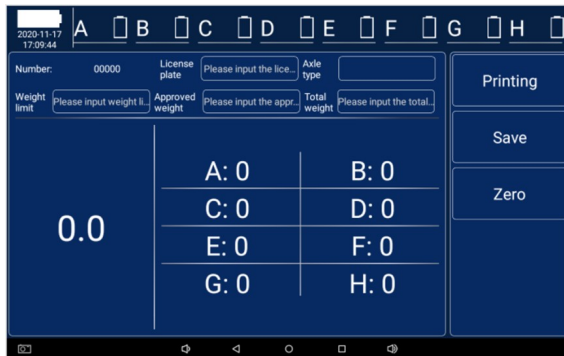 2020-11-17
17:09:44
A B C D E F G H
Number: 00000 License plate Please input the lice... Axle type
Weight limit Please input weight li... Approved weight Please input the appr... Total weight Please input the total...
Printing
Save
Zero
0.0
A: 0 B: 0
C: 0 D: 0
E: 0 F: 0
G: 0 H: 0